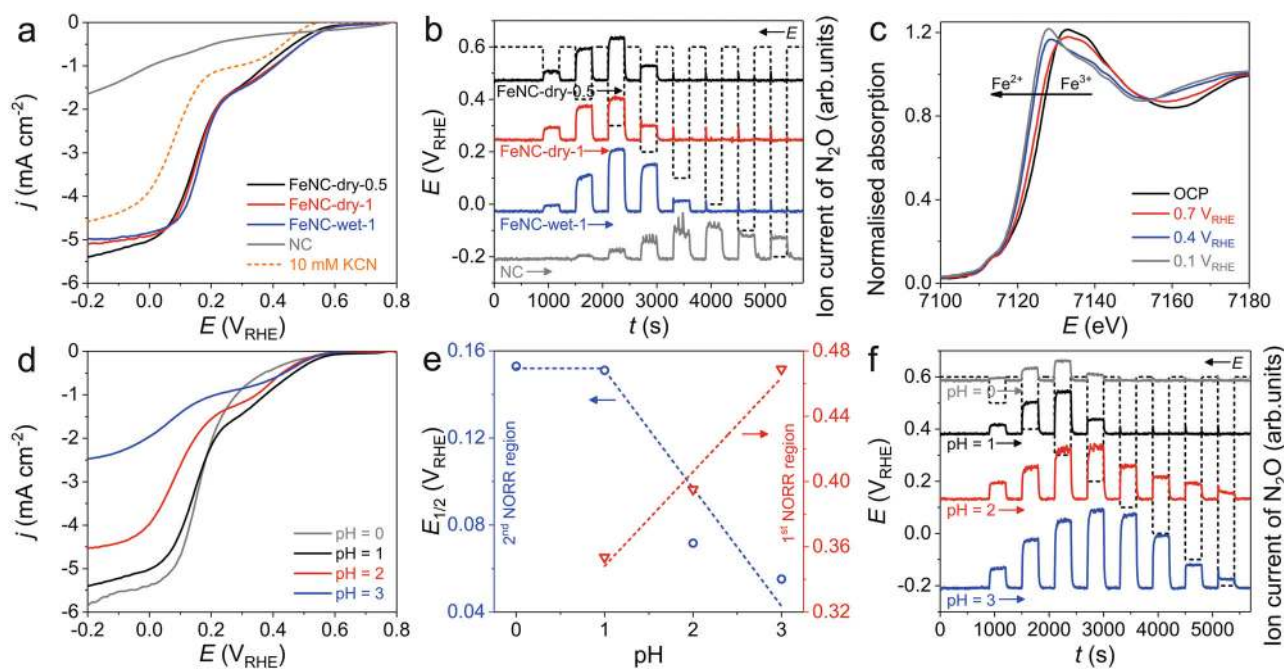 a
j (mA cm⁻²)
0
-1
-2
-3
-4
-5
-6
FeNC-dry-0.5
FeNC-dry-1
FeNC-wet-1
NC
10 mM KCN
-0.2 0.0 0.2 0.4 0.6 0.8
E (V_RHE)
b
E (V_RHE)
0.6
0.4
0.2
0.0
-0.2
E
FeNC-dry-0.5
FeNC-dry-1
FeNC-wet-1
NC
0 1000 2000 3000 4000 5000
t (s)
Ion current of N₂O (arb.units)
c
Normalised absorption
1.2
0.8
0.4
0.0
Fe²⁺ Fe³⁺
OCP
0.7 V_RHE
0.4 V_RHE
0.1 V_RHE
7100 7120 7140 7160 7180
E (eV)
d
j (mA cm⁻²)
0
-1
-2
-3
-4
-5
-6
pH = 0
pH = 1
pH = 2
pH = 3
-0.2 0.0 0.2 0.4 0.6 0.8
E (V_RHE)
e
E₁/₂ (V_RHE)
0.16
0.12
0.08
0.04
2nd NORR region
1st NORR region
0.48
0.44
0.40
0.36
0.32
0 1 2 3
pH
f
E (V_RHE)
0.6
0.4
0.2
0.0
-0.2
E
pH = 0
pH = 1
pH = 2
pH = 3
0 1000 2000 3000 4000 5000
t (s)
Ion current of N₂O (arb.units)